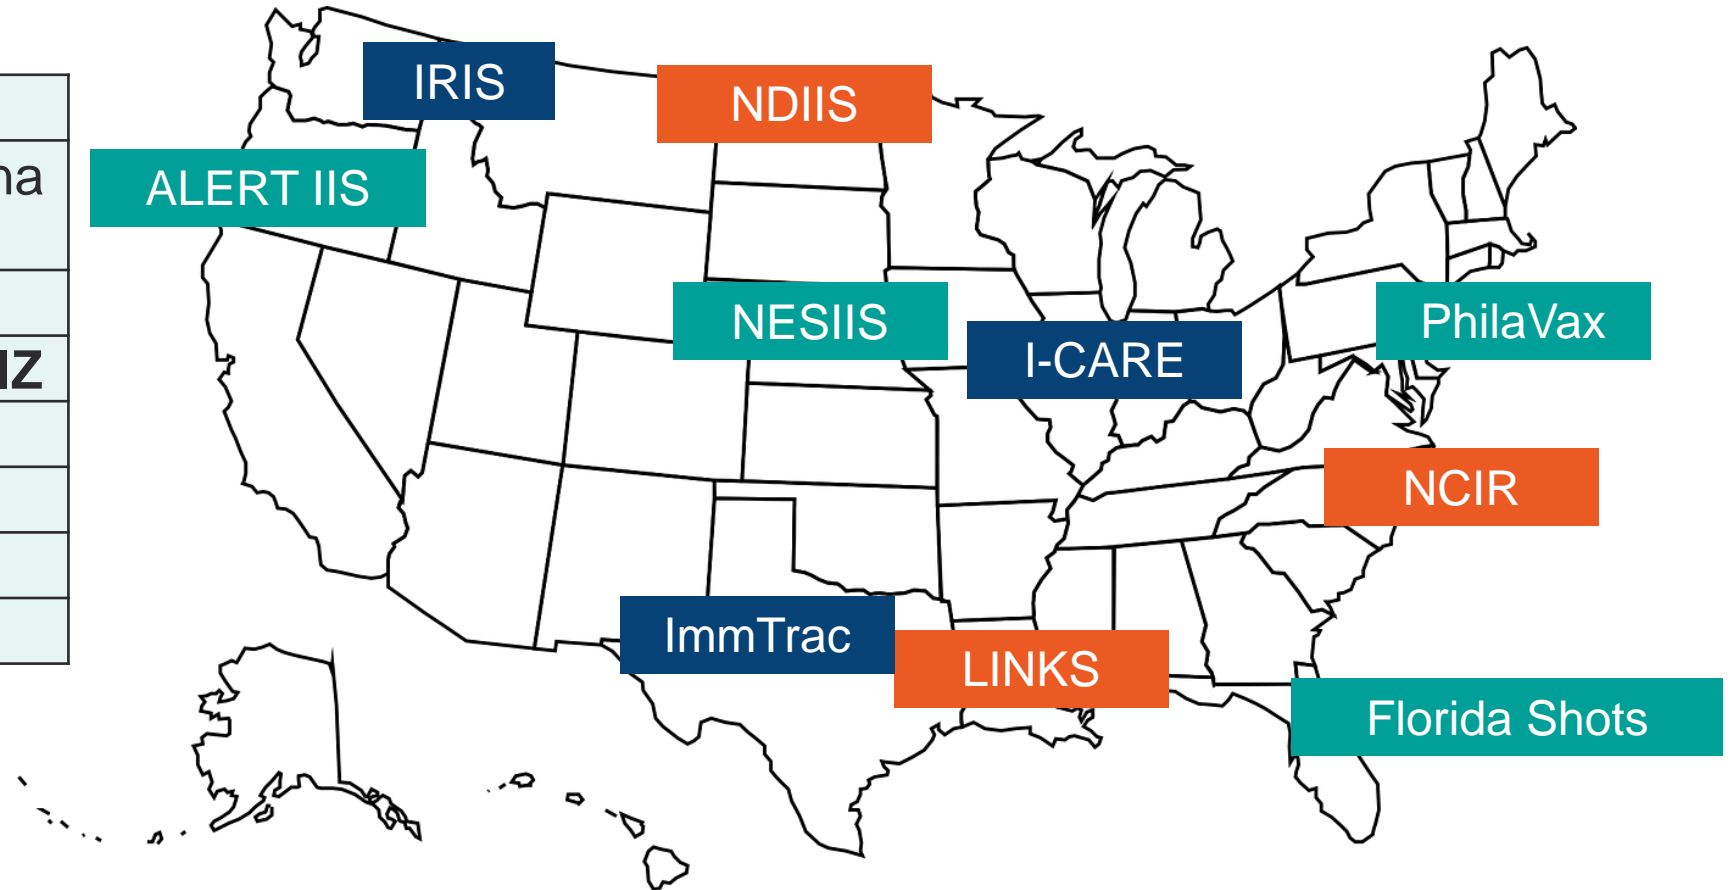 IRIS
NDIIS
na
ALERT IIS
NESIIS
PhilaVax
I-CARE
IZ
NCIR
ImmTrac
LINKS
Florida Shots